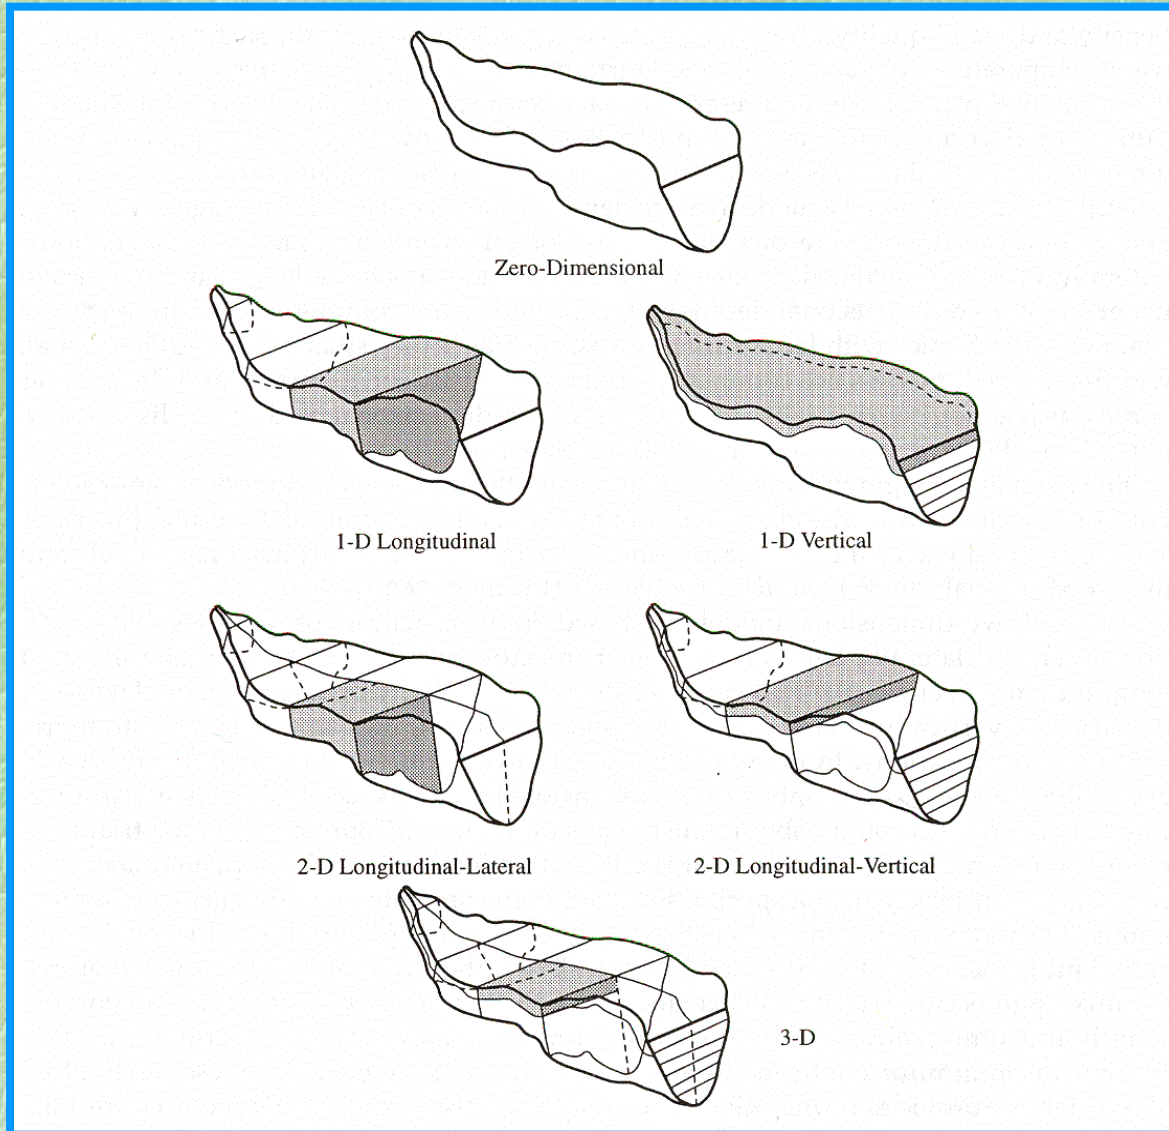 Zero-Dimensional
1-D Longitudinal
1-D Vertical
2-D Longitudinal-Lateral
2-D Longitudinal-Vertical
3-D